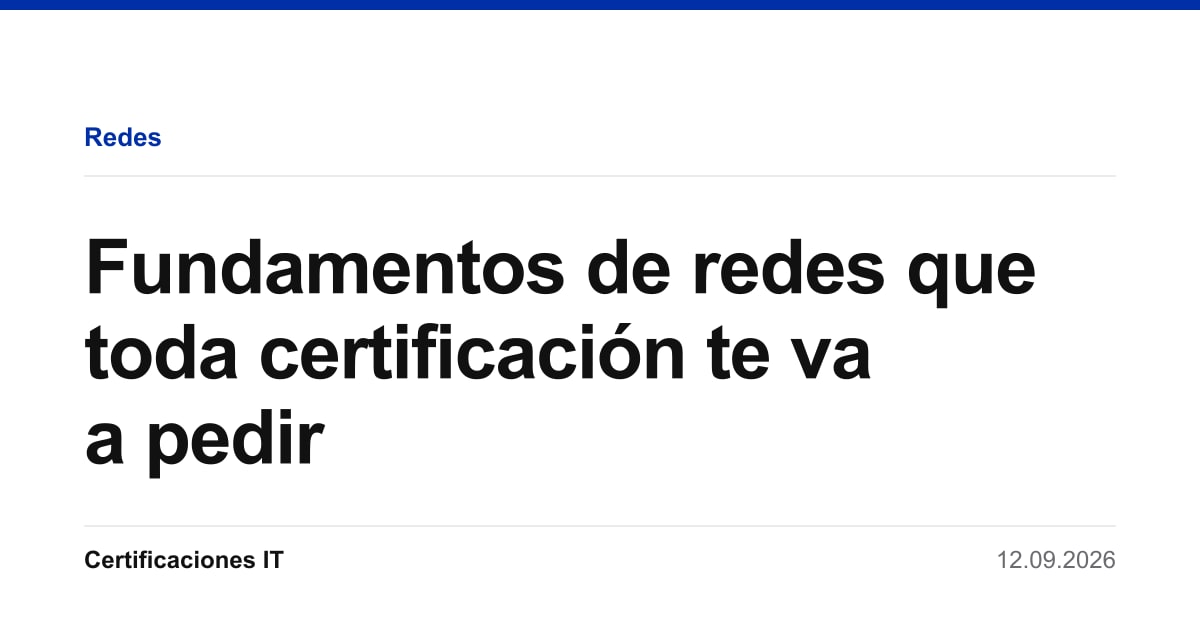 Redes
Fundamentos de redes que
toda certificación te va
a pedir
Certificaciones IT
12.09.2026